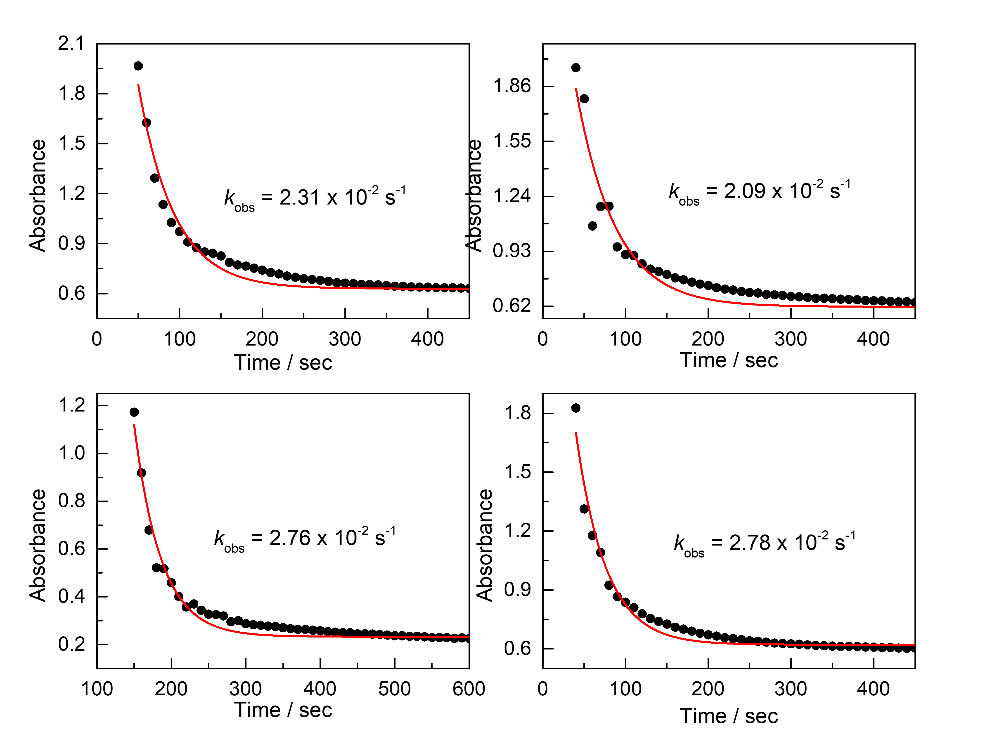 2.1
1.8
1.5
1.2
0.9
0.6
0 100 200 300 400
Absorbance
Time / sec
kobs = 2.31 x 10-2 s-1
1.86
1.55
1.24
0.93
0.62
0 100 200 300 400
Absorbance
Time / sec
kobs = 2.09 x 10-2 s-1
1.2
1.0
0.8
0.6
0.4
0.2
100 200 300 400 500 600
Absorbance
Time / sec
kobs = 2.76 x 10-2 s-1
1.8
1.5
1.2
0.9
0.6
0 100 200 300 400
Absorbance
Time / sec
kobs = 2.78 x 10-2 s-1